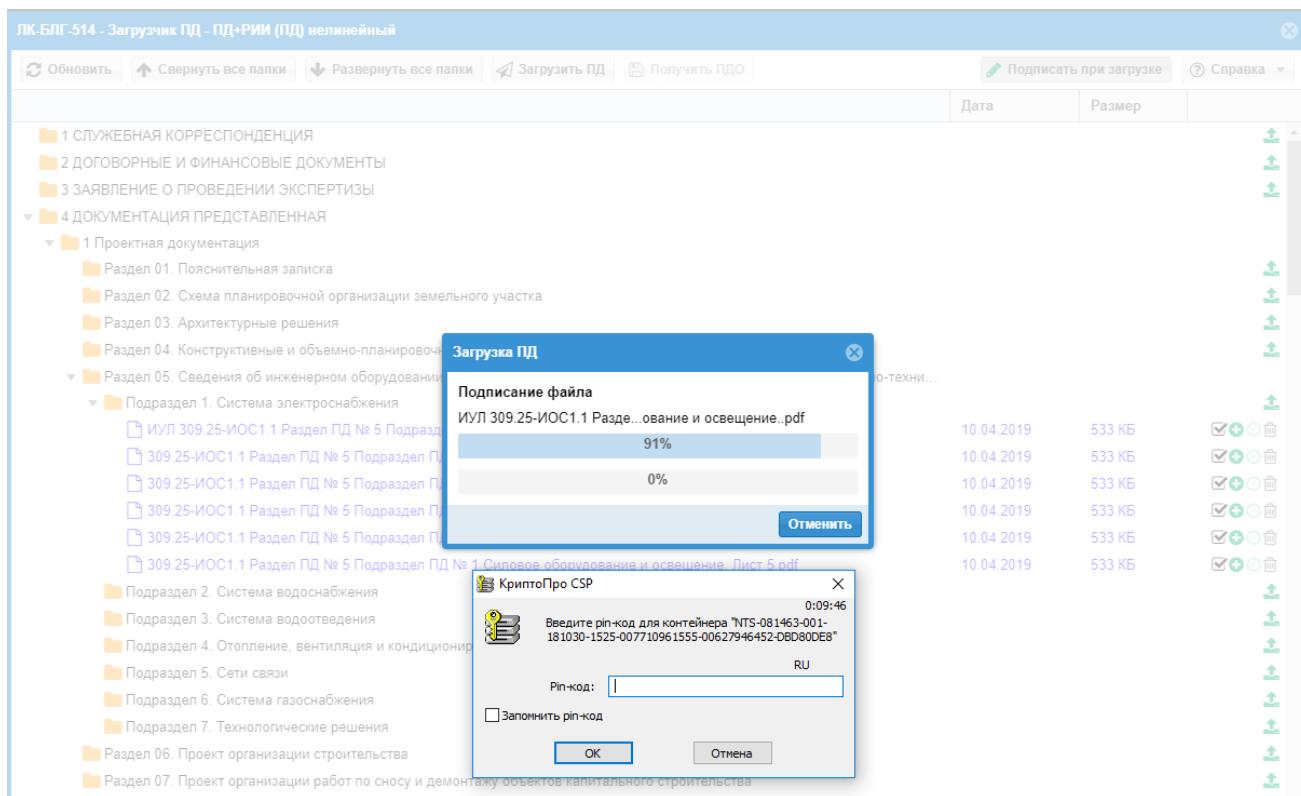 ЛК-БЛГ-514 - Загрузчик ПД - ПД+РИИ (ПД) нелинейный
Обновить Свернуть все папки Развернуть все папки Загрузить ПД Получить ПДО Подписать при загрузке Справка
Дата Размер
1 СЛУЖЕБНАЯ КОРРЕСПОНДЕНЦИЯ
2 ДОГОВОРНЫЕ И ФИНАНСОВЫЕ ДОКУМЕНТЫ
3 ЗАЯВЛЕНИЕ О ПРОВЕДЕНИИ ЭКСПЕРТИЗЫ
4 ДОКУМЕНТАЦИЯ ПРЕДСТАВЛЕННАЯ
1 Проектная документация
Раздел 01. Пояснительная записка
Раздел 02. Схема планировочной организации земельного участка
Раздел 03. Архитектурные решения
Раздел 04. Конструктивные и объемно-планировоч
Раздел 05. Сведения об инженерном оборудовании о-техни...
Подраздел 1. Система электроснабжения
ИУЛ 309.25-ИОС1.1 Раздел ПД № 5 Подразд 10.04.2019 533 КБ
309.25-ИОС1.1 Раздел ПД № 5 Подраздел П 10.04.2019 533 КБ
309.25-ИОС1.1 Раздел ПД № 5 Подраздел П 10.04.2019 533 КБ
309.25-ИОС1.1 Раздел ПД № 5 Подраздел П 10.04.2019 533 КБ
309.25-ИОС1.1 Раздел ПД № 5 Подраздел П 10.04.2019 533 КБ
309.25-ИОС1.1 Раздел ПД № 5 Подраздел ПД № 1 Силовое оборудование и освещение. Лист 5.pdf 10.04.2019 533 КБ
Подраздел 2. Система водоснабжения
Подраздел 3. Система водоотведения
Подраздел 4. Отопление, вентиляция и кондиционир
Подраздел 5. Сети связи
Подраздел 6. Система газоснабжения
Подраздел 7. Технологические решения
Раздел 06. Проект организации строительства
Раздел 07. Проект организации работ по сносу и демонтажу объектов капитального строительства
Загрузка ПД
Подписание файла
ИУЛ 309.25-ИОС1.1 Разде...ование и освещение..pdf
91%
0%
Отменить
КриптоПро CSP
0:09:46
Введите pin-код для контейнера "NTS-081463-001-
181030-1525-007710961555-00627946452-DBD80DE8"
RU
Pin-код:
Запомнить pin-код
OK Отмена